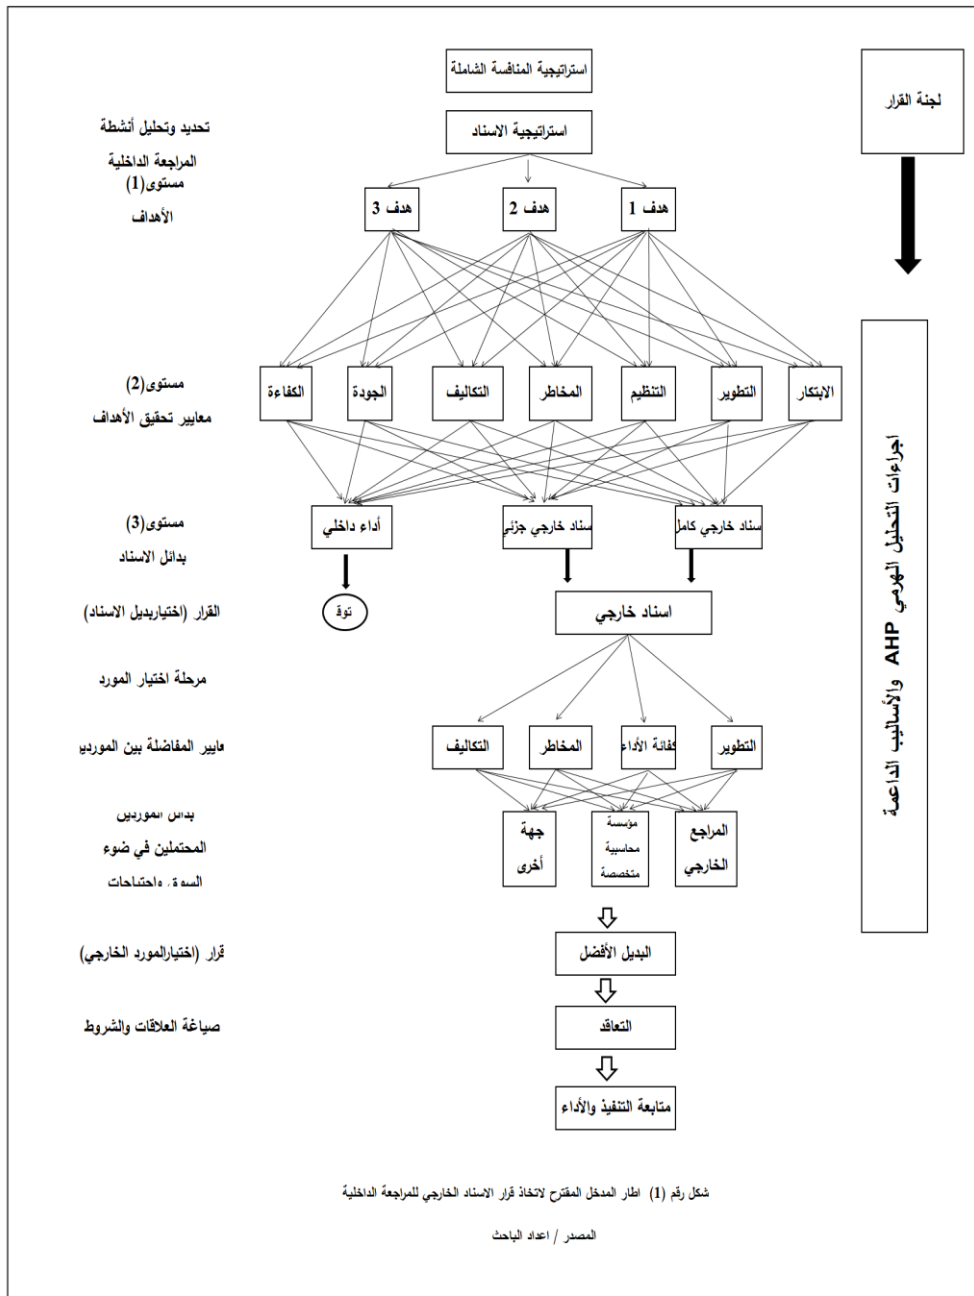 استراتيجية المنافسة الشاملة
لجنة القرار
تحديد وتحليل أنشطة
المراجعة الداخلية
استراتيجية الاسناد
مستوى(1)
الأهداف
هدف 1
هدف 2
هدف 3
مستوى(2)
معايير تحقيق الأهداف
الابتكار
التطوير
التنظيم
المخاطر
التكاليف
الجودة
الكفاءة
اجراءات التحليل الهرمي AHP والأساليب الداعمة
مستوى(3)
بدائل الاسناد
سناد خارجي كامل
سناد خارجي جزئي
أداء داخلي
القرار (اختياربديل الاسناد)
اسناد خارجي
توق
مرحلة اختيار المورد
عايير المفاضلة بين الموردي
التطوير
كفائة الأداء
المخاطر
التكاليف
المحتملين في ضوء
المراجع
الخارجي
مؤسسة
محاسبية
متخصصة
جهة
أخرى
قرار (اختيارالمورد الخارجي)
البديل الأفضل
صياغة العلاقات والشروط
التعاقد
متابعة التنفيذ والأداء
شكل رقم (1) اطار المدخل المقترح لاتخاذ قرار الاسناد الخارجي للمراجعة الداخلية
المصدر / اعداد الباحث